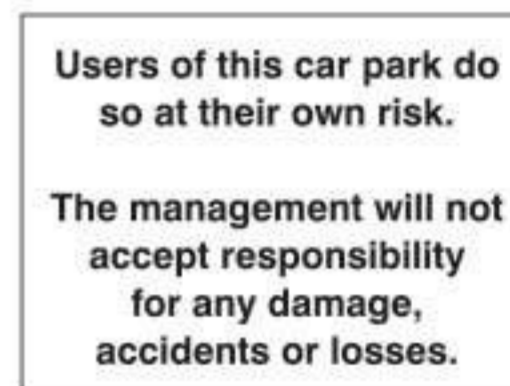 Users of this car park do
so at their own risk.
The management will not
accept responsibility
for any damage,
accidents or losses.